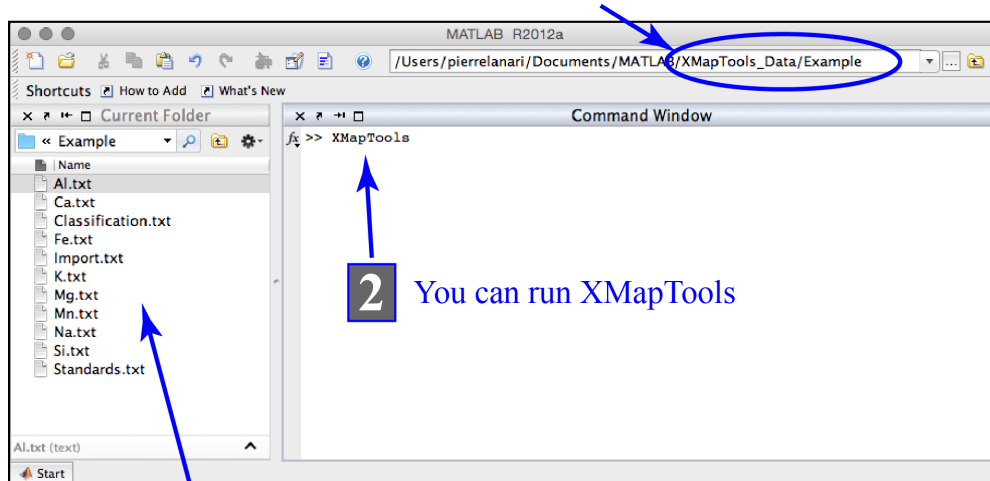 MATLAB R2012a
/Users/pierrelanari/Documents/MATLAB/XMapTools_Data/Example
Shortcuts How to Add What's New
Current Folder
Command Window
« Example
fx >> XMapTools
Name
Al.txt
Ca.txt
Classification.txt
Fe.txt
Import.txt
K.txt
Mg.txt
Mn.txt
Na.txt
Si.txt
Standards.txt
2 You can run XMapTools
Al.txt (text)
Start